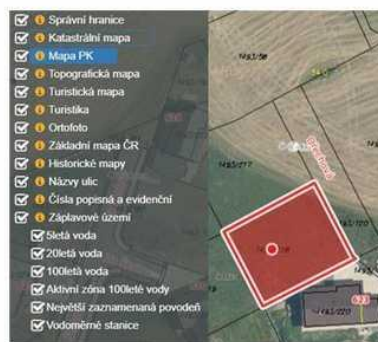 Správní hranice
Katastrální mapa
Mapa PK
Topografická mapa
Turistická mapa
Turistika
Ortofoto
Základní mapa ČR
Historické mapy
Názvy ulic
Čísla popisná a evidenční
Záplavové území
5letá voda
20letá voda
100letá voda
Aktivní zóna 100leté vody
Největší zaznamenaná povodeň
Vodoměrné stanice
Ořechová
623